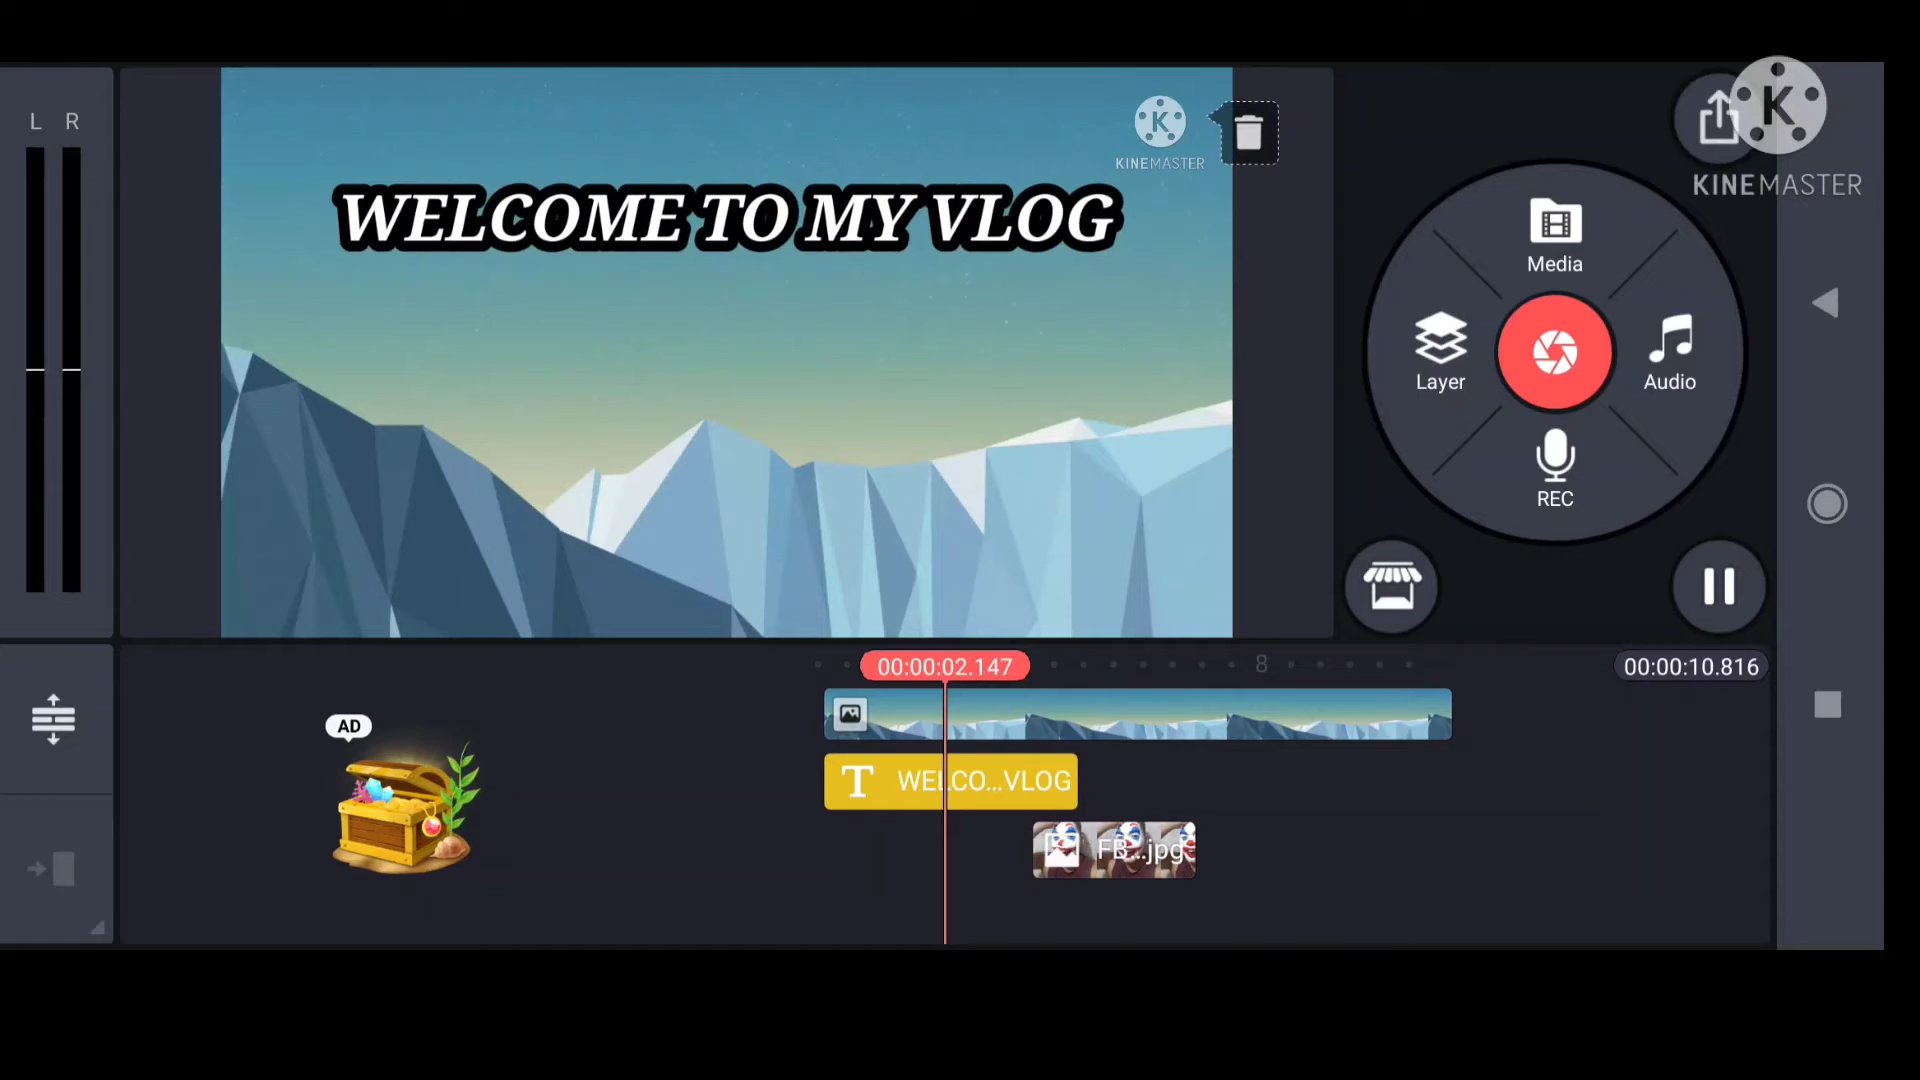 L R
K
KINEMASTER
WELCOME TO MY VLOG
K
KINEMASTER
Media
Layer
Audio
REC
00:00:02.147
8
00:00:10.816
AD
T WELCO...VLOG
FB...jpg